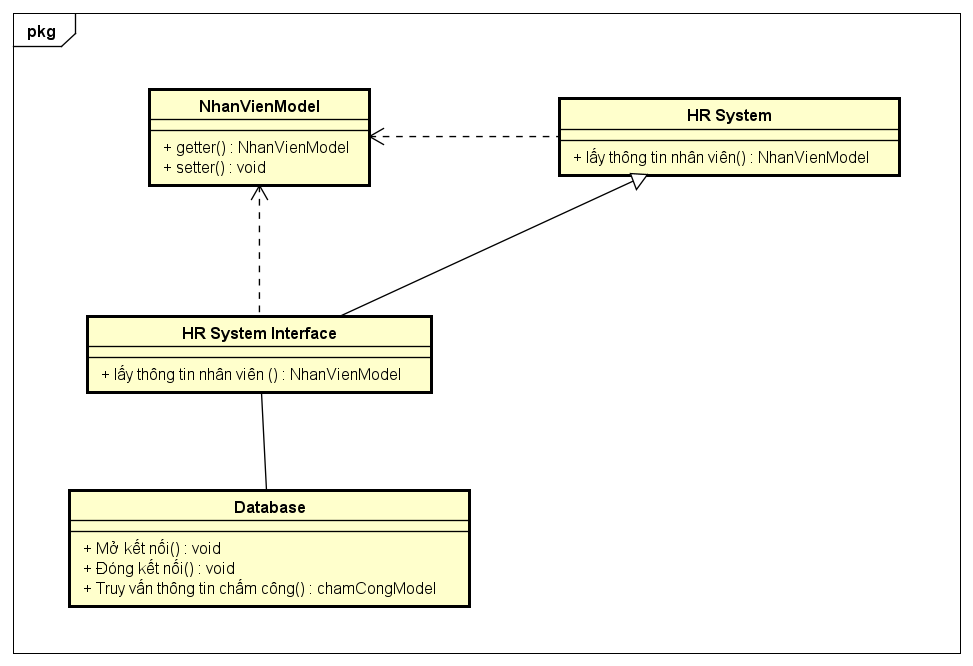 pkg
NhanVienModel
+ getter() : NhanVienModel
+ setter() : void
HR System
+ lấy thông tin nhân viên() : NhanVienModel
HR System Interface
+ lấy thông tin nhân viên () : NhanVienModel
Database
+ Mở kết nối() : void
+ Đóng kết nối() : void
+ Truy vấn thông tin chấm công() : chamCongModel